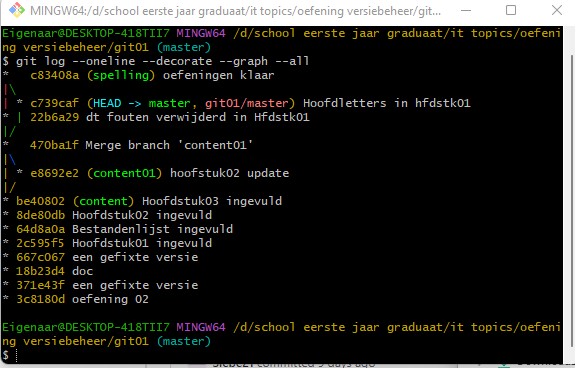 MINGW64:/d/school eerste jaar graduaat/it topics/oefening versiebeheer/git...
Eigenaar@DESKTOP-418TII7 MINGW64 /d/school eerste jaar graduaat/it topics/oefeni
ng versiebeheer/git01 (master)
$ git log --oneline --decorate --graph --all
*   c83408a (spelling) oefeningen klaar
|\
| * c739caf (HEAD -> master, git01/master) Hoofdletters in hfdstk01
* | 22b6a29 dt fouten verwijderd in Hfdstk01
|/
*   470ba1f Merge branch 'content01'
|\
| * e8692e2 (content01) hoofstuk02 update
|/
* be40802 (content) Hoofdstuk03 ingevuld
* 8de80db Hoofdstuk02 ingevuld
* 64d8a0a Bestandenlijst ingevuld
* 2c595f5 Hoofdstuk01 ingevuld
* 667c067 een gefixte versie
* 18b23d4 doc
* 371e43f een gefixte versie
* 3c8180d oefening 02
Eigenaar@DESKTOP-418TII7 MINGW64 /d/school eerste jaar graduaat/it topics/oefeni
ng versiebeheer/git01 (master)
$